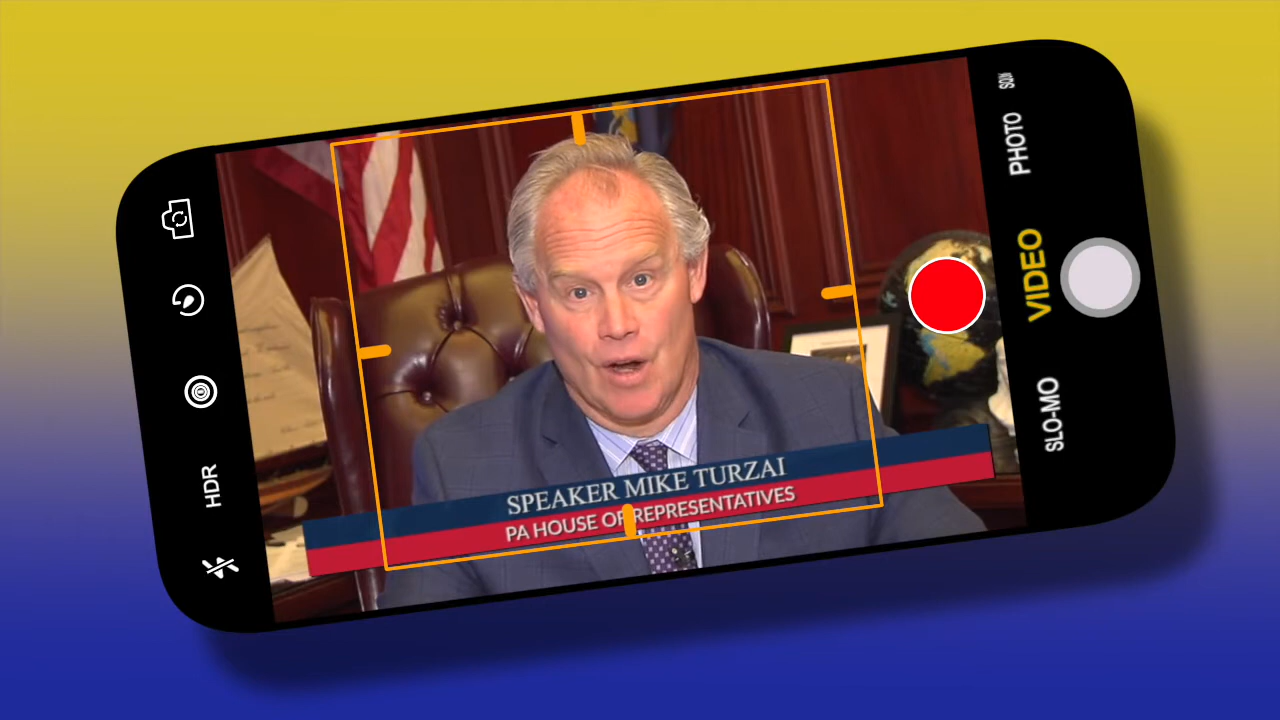 SPEAKER MIKE TURZAI
PA HOUSE OF REPRESENTATIVES
HDR
SLO-MO
VIDEO
PHOTO